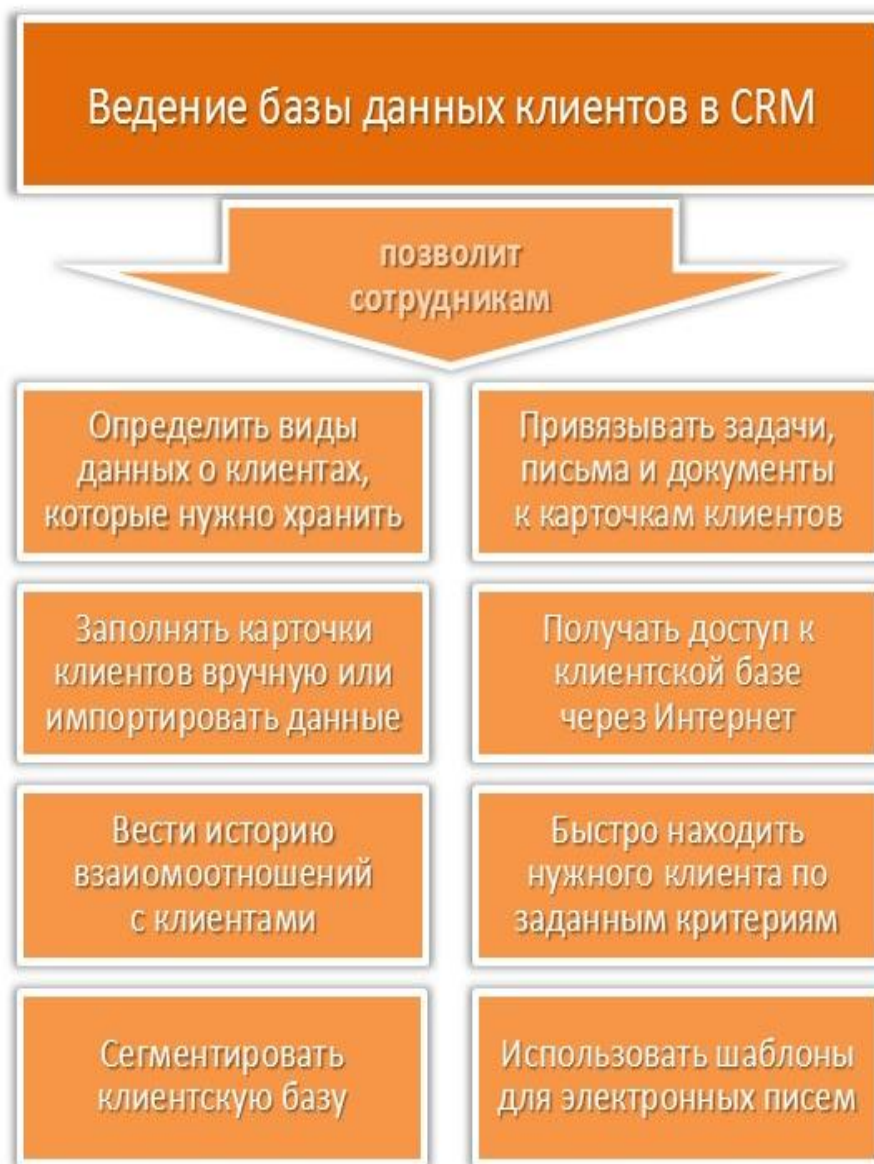 Ведение базы данных клиентов в CRM
позволит
сотрудникам
Определить виды
данных о клиентах,
которые нужно хранить
Привязывать задачи,
письма и документы
к карточкам клиентов
Заполнять карточки
клиентов вручную или
импортировать данные
Получать доступ к
клиентской базе
через Интернет
Вести историю
взаиомоотношений
с клиентами
Быстро находить
нужного клиента по
заданным критериям
Сегментировать
клиентскую базу
Использовать шаблоны
для электронных писем